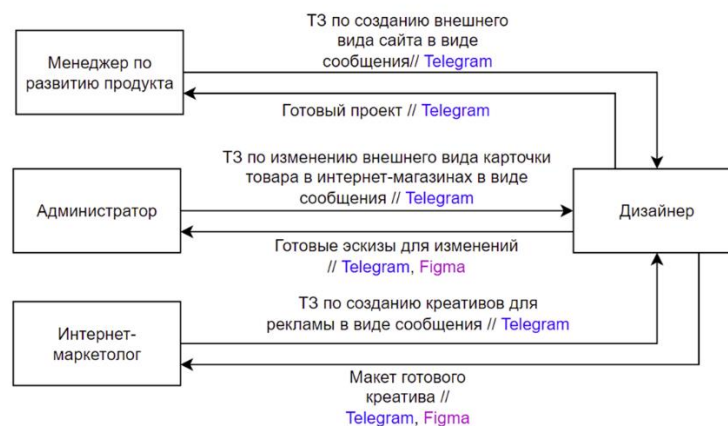 ТЗ по созданию внешнего
вида сайта в виде
сообщения// Telegram
Менеджер по
развитию продукта
Готовый проект // Telegram
ТЗ по изменению внешнего вида карточки
товара в интернет-магазинах в виде
сообщения // Telegram
Администратор
Дизайнер
Готовые эскизы для изменений
// Telegram, Figma
ТЗ по созданию креативов для
рекламы в виде сообщения // Telegram
Интернет-
маркетолог
Макет готового
креатива //
Telegram, Figma